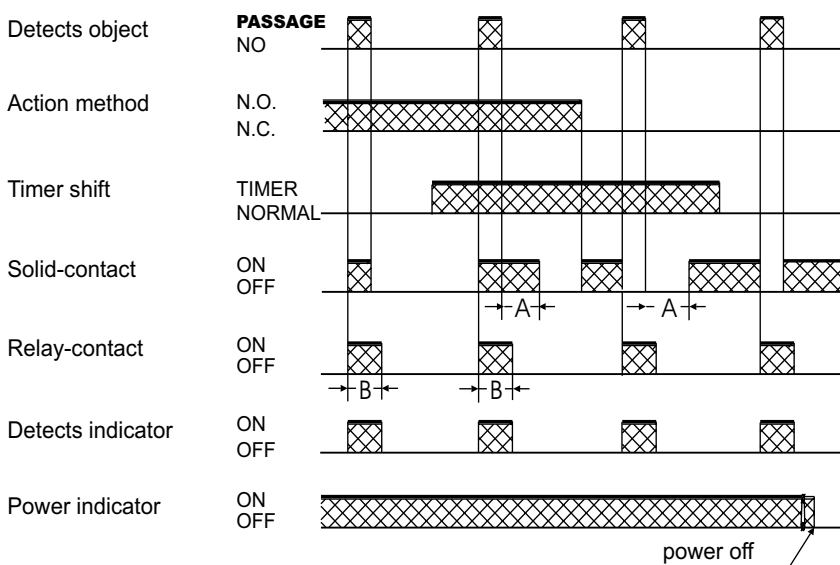 Detects object
PASSAGE
NO
Action method
N.O.
N.C.
Timer shift
TIMER
NORMAL
Solid-contact
ON
OFF
A
A
Relay-contact
ON
OFF
B
B
Detects indicator
ON
OFF
Power indicator
ON
OFF
power off